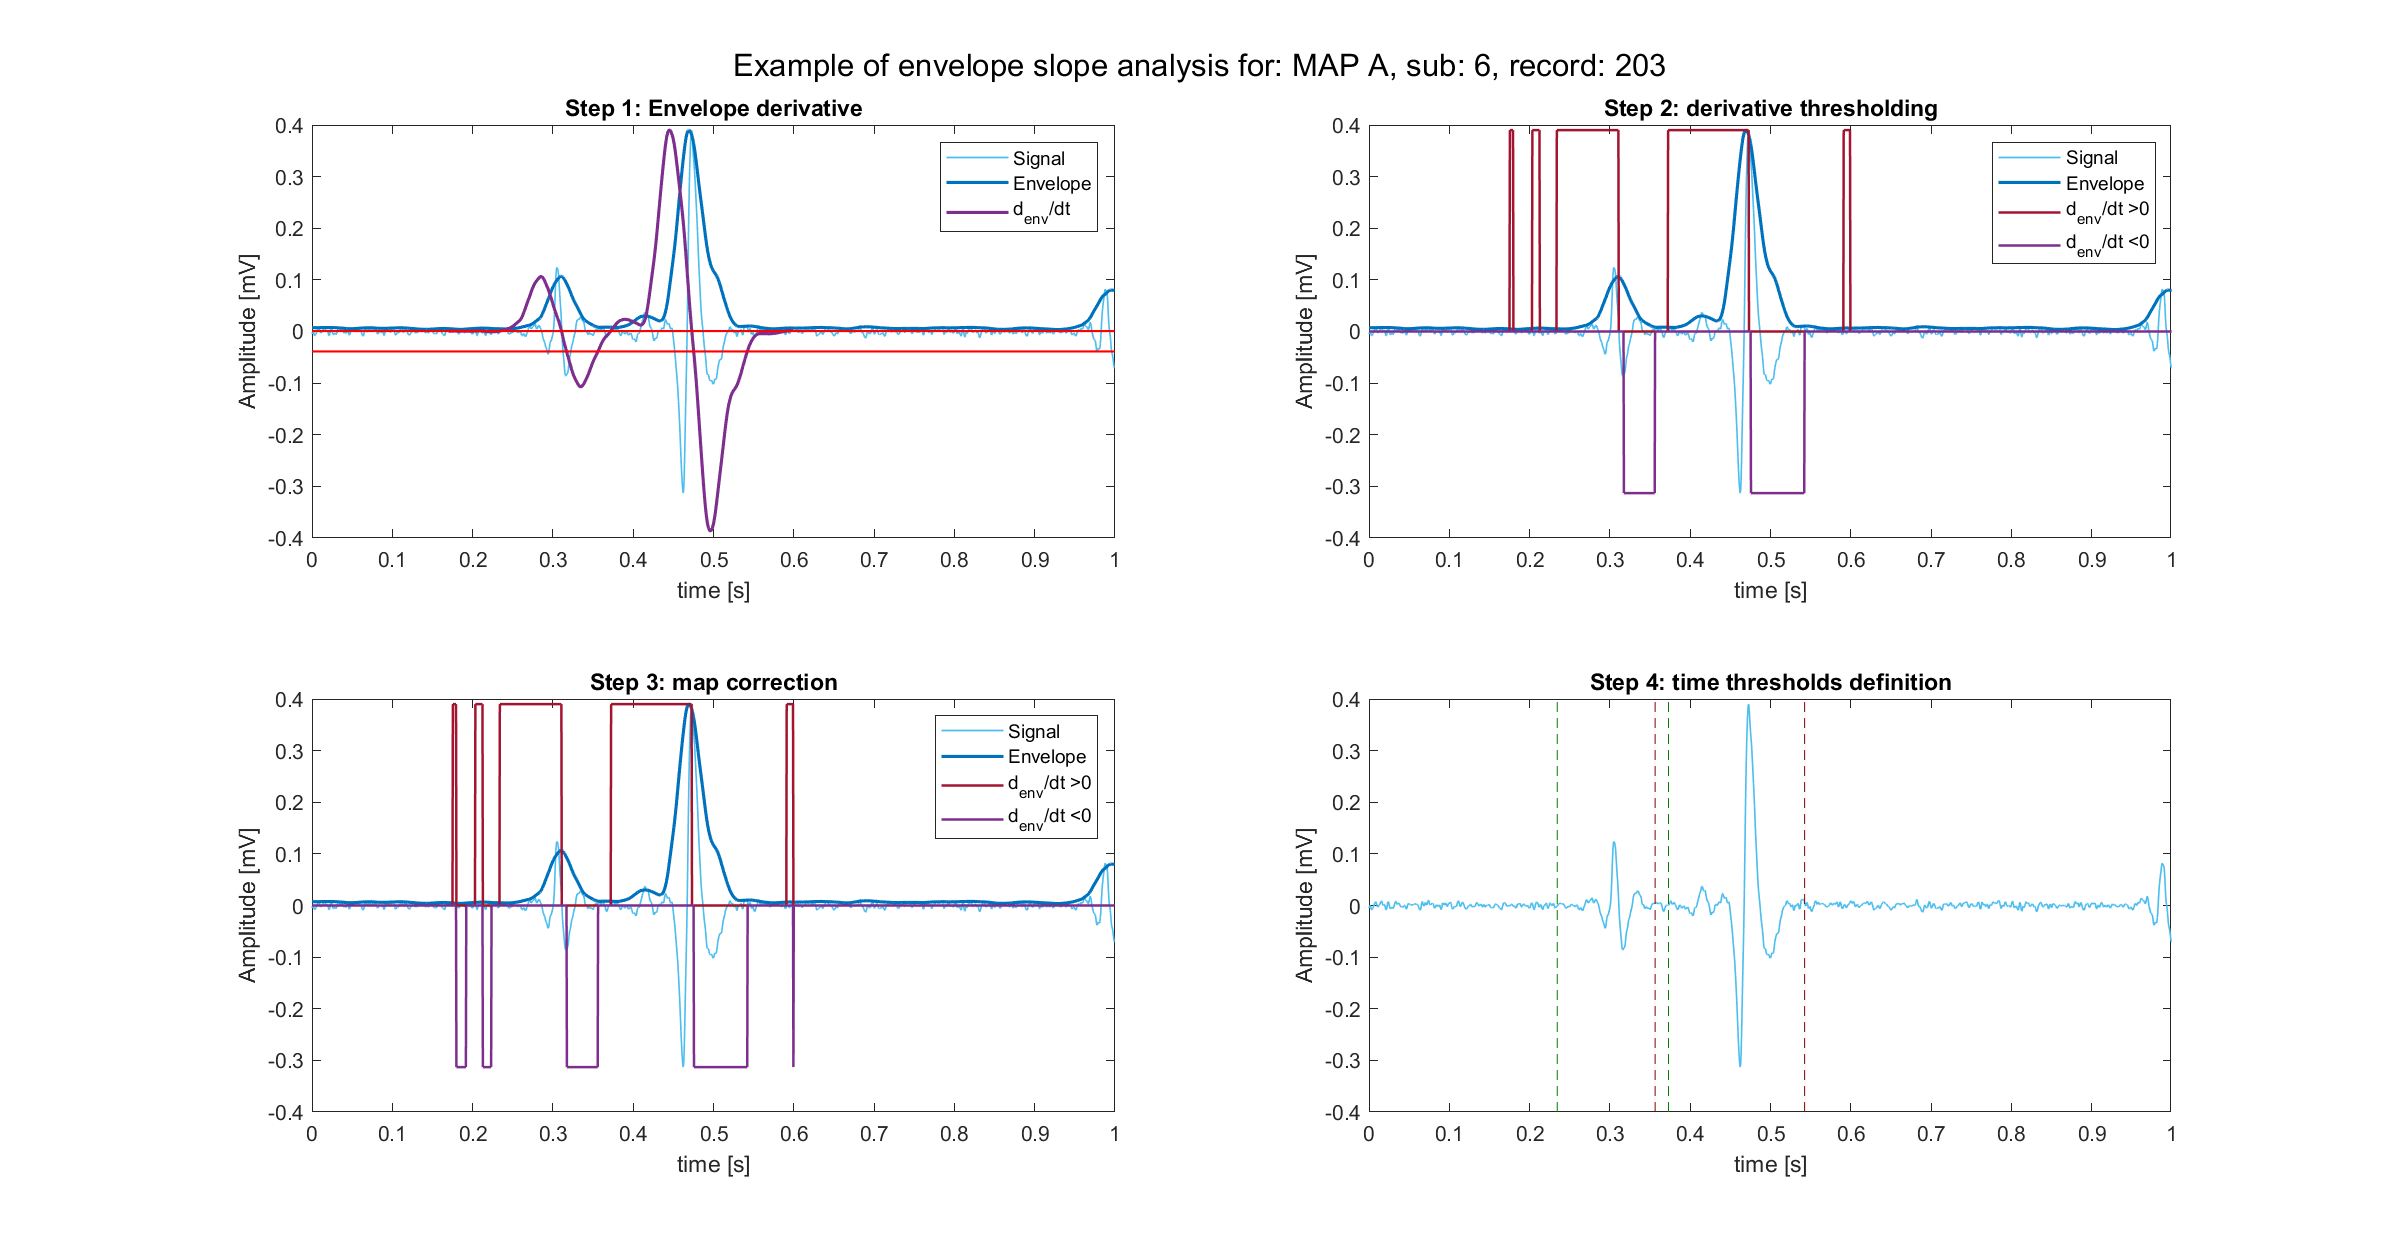 Example of envelope slope analysis for: MAP A, sub: 6, record: 203
Step 1: Envelope derivative
0.4
0.3
0.2
0.1
0
-0.1
-0.2
-0.3
-0.4
Amplitude [mV]
Signal
Envelope
d_env/dt
0 0.1 0.2 0.3 0.4 0.5 0.6 0.7 0.8 0.9 1
time [s]
Step 2: derivative thresholding
0.4
0.3
0.2
0.1
0
-0.1
-0.2
-0.3
-0.4
Amplitude [mV]
Signal
Envelope
d_env/dt >0
d_env/dt <0
0 0.1 0.2 0.3 0.4 0.5 0.6 0.7 0.8 0.9 1
time [s]
Step 3: map correction
0.4
0.3
0.2
0.1
0
-0.1
-0.2
-0.3
-0.4
Amplitude [mV]
Signal
Envelope
d_env/dt >0
d_env/dt <0
0 0.1 0.2 0.3 0.4 0.5 0.6 0.7 0.8 0.9 1
time [s]
Step 4: time thresholds definition
0.4
0.3
0.2
0.1
0
-0.1
-0.2
-0.3
-0.4
Amplitude [mV]
0 0.1 0.2 0.3 0.4 0.5 0.6 0.7 0.8 0.9 1
time [s]